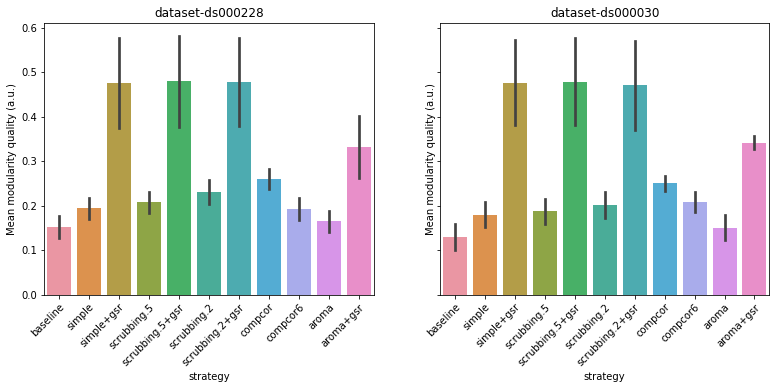 dataset-ds000228
dataset-ds000030
Mean modularity quality (a.u.)
0.6
0.5
0.4
0.3
0.2
0.1
0.0
baseline
simple
simple+gsr
scrubbing.5
scrubbing.5+gsr
scrubbing.2
scrubbing.2+gsr
compcor
compcor6
aroma
aroma+gsr
strategy
Mean modularity quality (a.u.)
baseline
simple
simple+gsr
scrubbing.5
scrubbing.5+gsr
scrubbing.2
scrubbing.2+gsr
compcor
compcor6
aroma
aroma+gsr
strategy